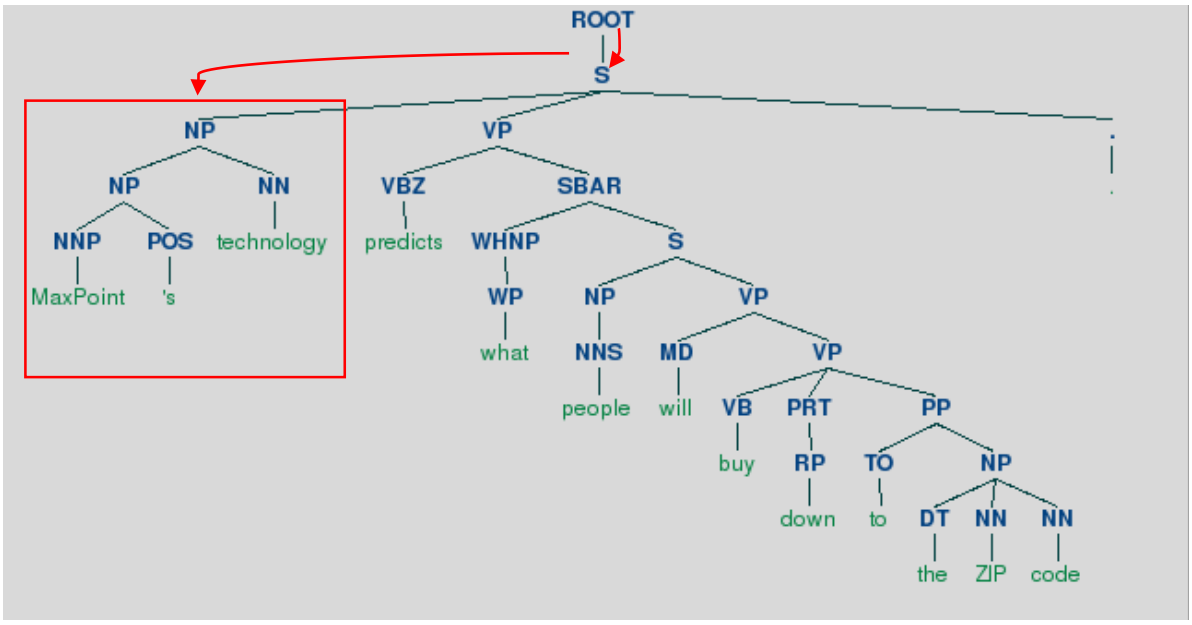 ROOT
S
NP VP .
NP NN VBZ SBAR .
NNP POS technology predicts WHNP S
MaxPoint 's WP NP VP
what NNS MD VP
people will VB PRT PP
buy RP TO NP
down to DT NN NN
the ZIP code